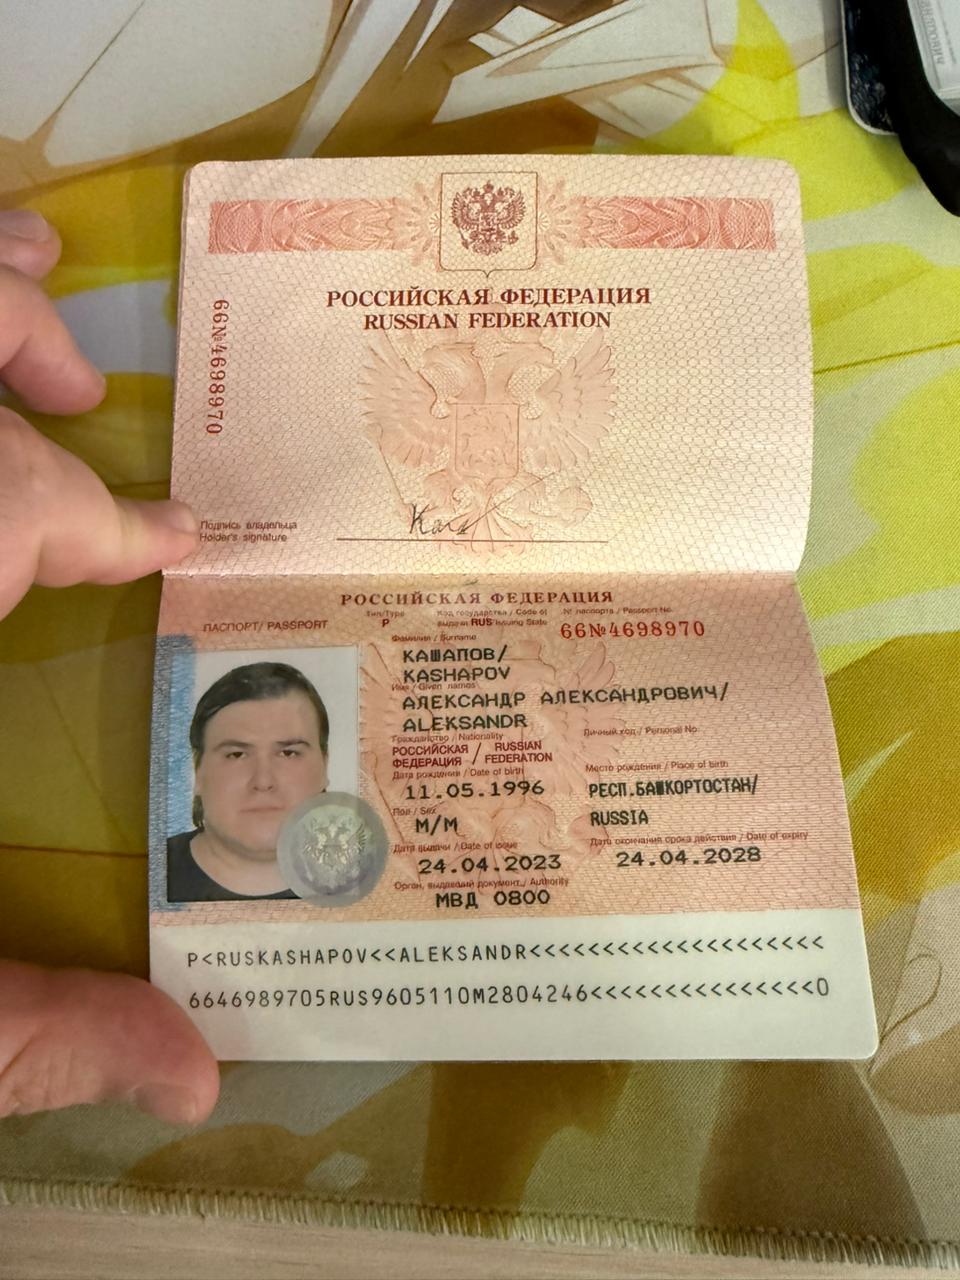 РОССИЙСКАЯ ФЕДЕРАЦИЯ
RUSSIAN FEDERATION
66№4698970
Подпись владельца
Holder's signature
РОССИЙСКАЯ ФЕДЕРАЦИЯ
ПАСПОРТ/ PASSPORT
Тип/Type
P
Код государства / Code of
выдачи RUS Issuing State
№ паспорта / Passport No.
66№4698970
Фамилия / Surname
КАШАПОВ/
KASHAPOV
Имя / Given names
АЛЕКСАНДР АЛЕКСАНДРОВИЧ/
ALEKSANDR
Гражданство / Nationality
РОССИЙСКАЯ / RUSSIAN
ФЕДЕРАЦИЯ / FEDERATION
Личный код / Personal No.
Дата рождения / Date of birth
11.05.1996
Место рождения / Place of birth
РЕСП.БАШКОРТОСТАН/
RUSSIA
Пол / Sex
М/M
Дата выдачи / Date of issue
24.04.2023
Дата окончания срока действия / Date of expiry
24.04.2028
Орган, выдавший документ / Authority
МВД 0800
P<RUSKASHAPOV<<ALEKSANDR<<<<<<<<<<<<<<<<<<<<
6646989705RUS9605110M2804246<<<<<<<<<<<<<<<0